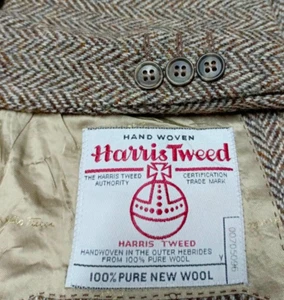 HAND WOVEN
Harris Tweed
THE HARRIS TWEED AUTHORITY
CERTIFICATION TRADE MARK
HARRIS TWEED
HANDWOVEN IN THE OUTER HEBRIDES
FROM 100% PURE WOOL
100% PURE NEW WOOL
Y